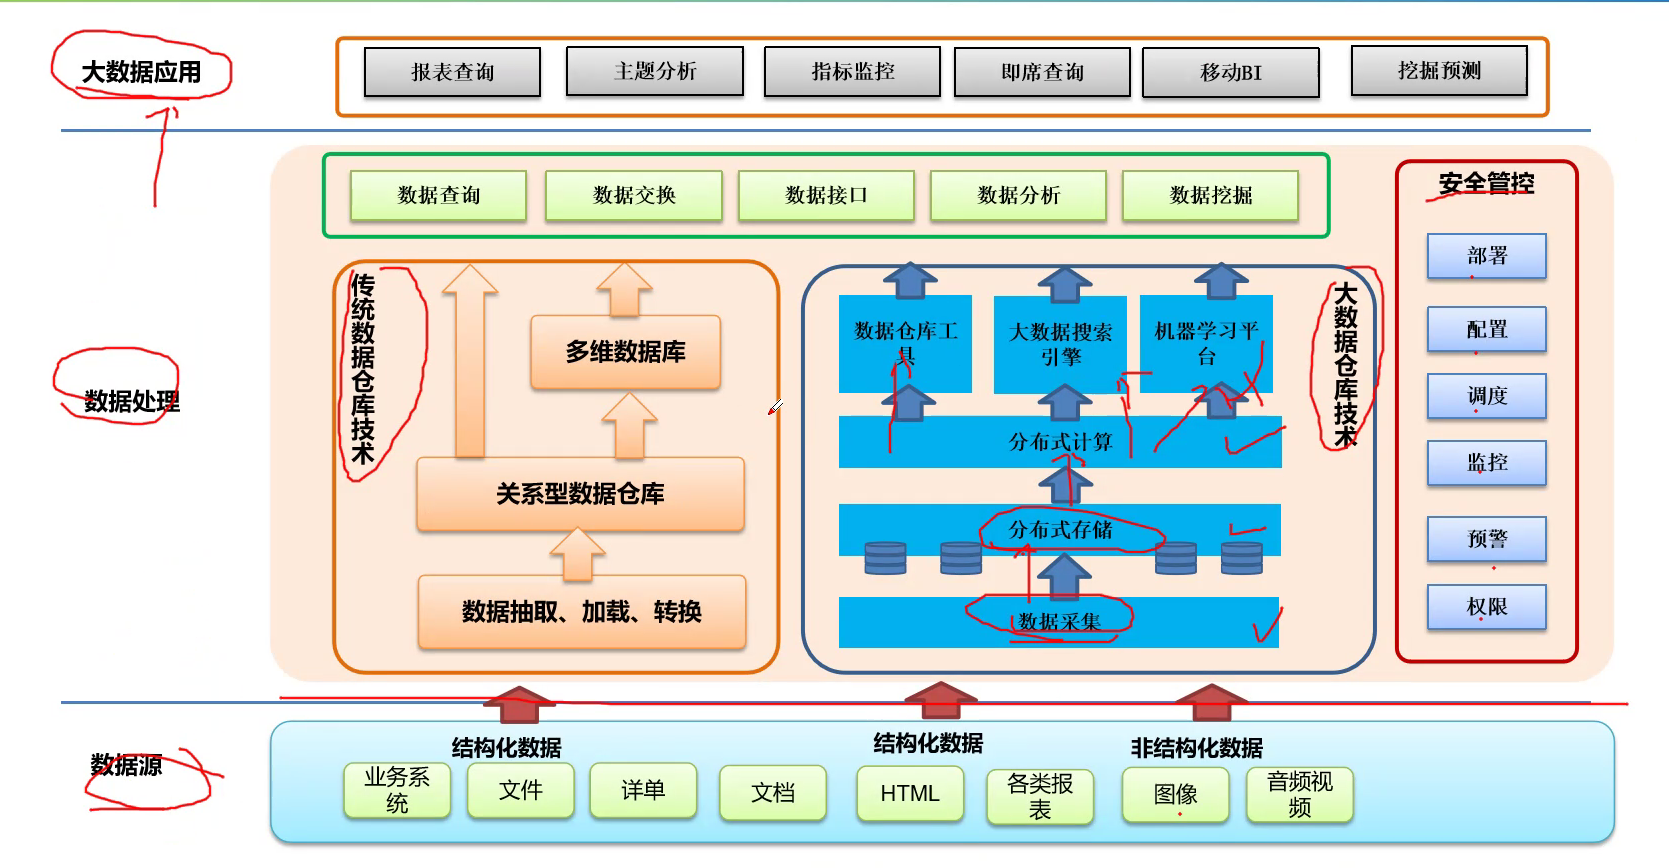 大数据应用
报表查询
主题分析
指标监控
即席查询
移动BI
挖掘预测
数据处理
数据查询
数据交换
数据接口
数据分析
数据挖掘
传统数据仓库技术
多维数据库
关系型数据仓库
数据抽取、加载、转换
数据仓库工
具
大数据搜索
引擎
机器学习平
台
分布式计算
分布式存储
数据采集
大数据仓库技术
安全管控
部署
配置
调度
监控
预警
权限
数据源
结构化数据
结构化数据
非结构化数据
业务系
统
文件
详单
文档
HTML
各类报
表
图像
音频视
频